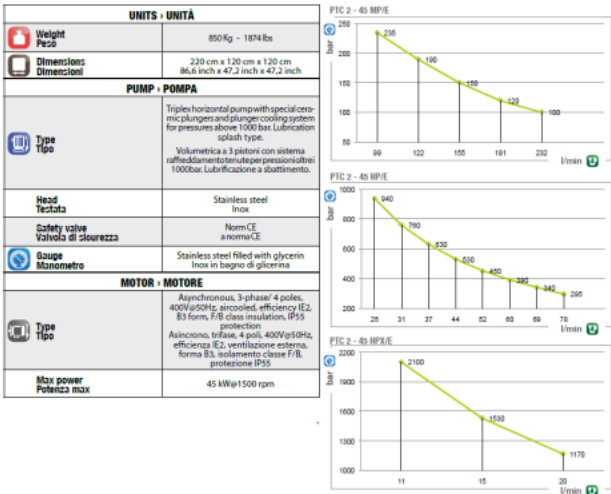 UNITS › UNITÀ
Weight
Peso
850 Kg - 1874 lbs
Dimensions
Dimensioni
220 cm x 120 cm x 120 cm
86,6 inch x 47,2 inch x 47,2 inch
PUMP › POMPA
Type
Tipo
Triplex horizontal pump with special cera-
mic plungers and plunger cooling system
for pressures above 1000 bar. Lubrication
splash type.
Volumetrica a 3 pistoni con sistema
raffreddamento tenute per pressioni oltre i
1000bar. Lubrificazione a sbattimento.
Head
Testata
Stainless steel
Inox
Safety valve
Valvola di sicurezza
Norm CE
a norma CE
Gauge
Manometro
Stainless steel filled with glycerin
Inox in bagno di glicerina
MOTOR › MOTORE
Type
Tipo
Asynchronous, 3-phase/ 4 poles,
400V@50Hz, aircooled, efficiency IE2,
B3 form, F/B class insulation, IP55
protection
Asincrono, trifase, 4 poli, 400V@50Hz,
efficienza IE2, ventilazione esterna,
forma B3, isolamento classe F/B,
protezione IP55
Max power
Potenza max
45 kW@1500 rpm
PTC 2 - 45 MP/E
bar
250
200
150
100
50
235
190
150
120
100
99
122
155
191
232
l/min
PTC 2 - 45 HP/E
bar
1000
800
600
400
200
940
760
630
530
450
390
340
295
25
31
37
44
52
60
69
78
l/min
PTC 2 - 45 HPX/E
bar
2200
1900
1600
1300
1000
2100
1530
1170
11
15
20
l/min